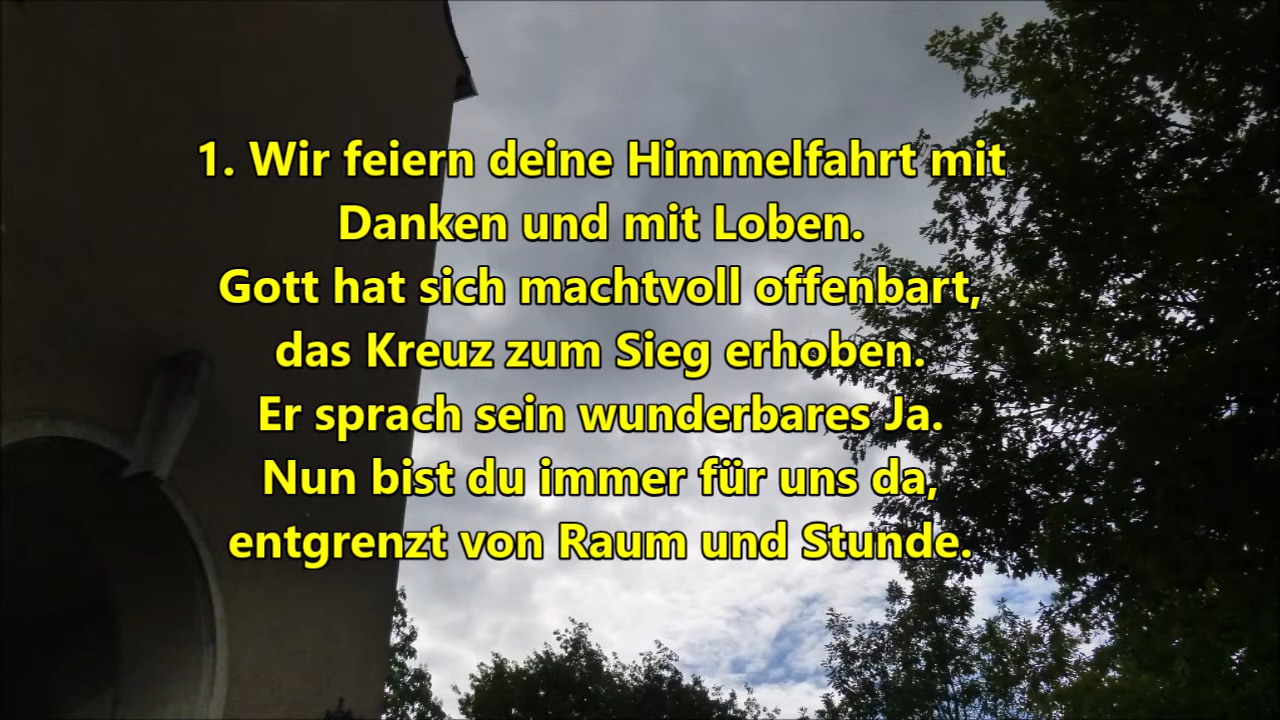 1. Wir feiern deine Himmelfahrt mit
Danken und mit Loben.
Gott hat sich machtvoll offenbart,
das Kreuz zum Sieg erhoben.
Er sprach sein wunderbares Ja.
Nun bist du immer für uns da,
entgrenzt von Raum und Stunde.